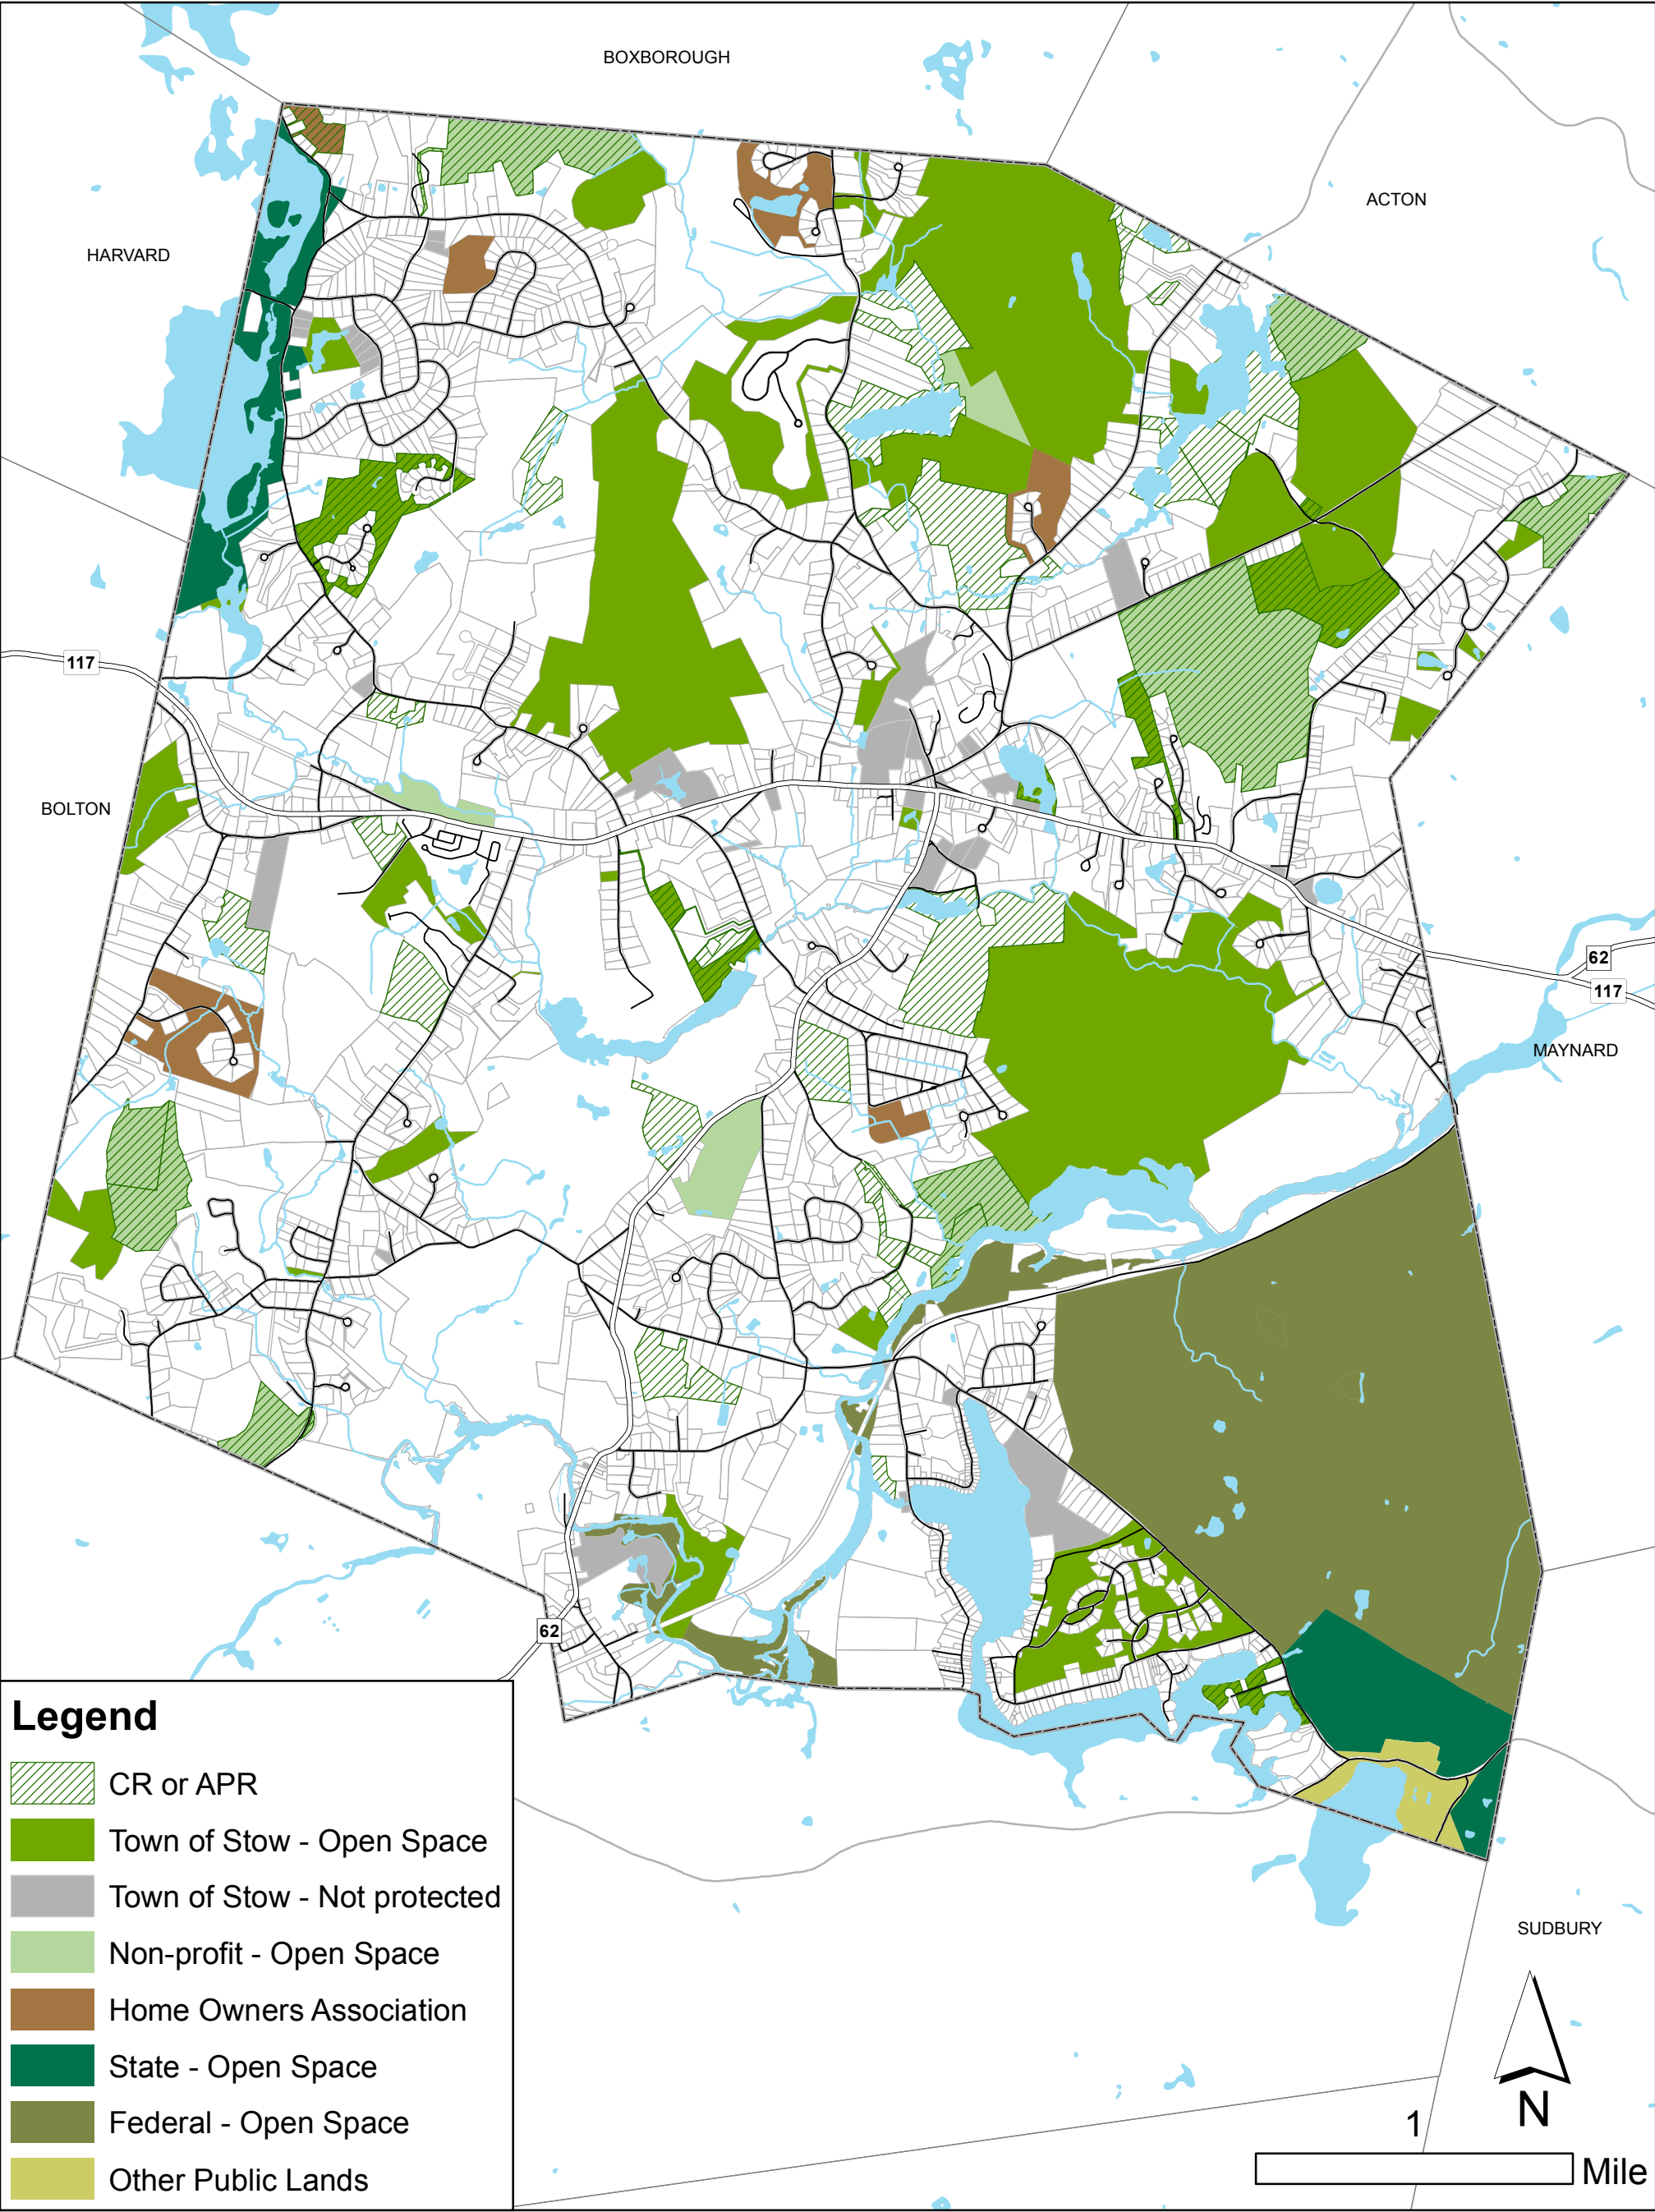 BOXBOROUGH
ACTON
HARVARD
117
BOLTON
62
117
MAYNARD
62
Legend
CR or APR
Town of Stow - Open Space
Town of Stow - Not protected
Non-profit - Open Space
Home Owners Association
State - Open Space
Federal - Open Space
Other Public Lands
SUDBURY
N
1
Mile